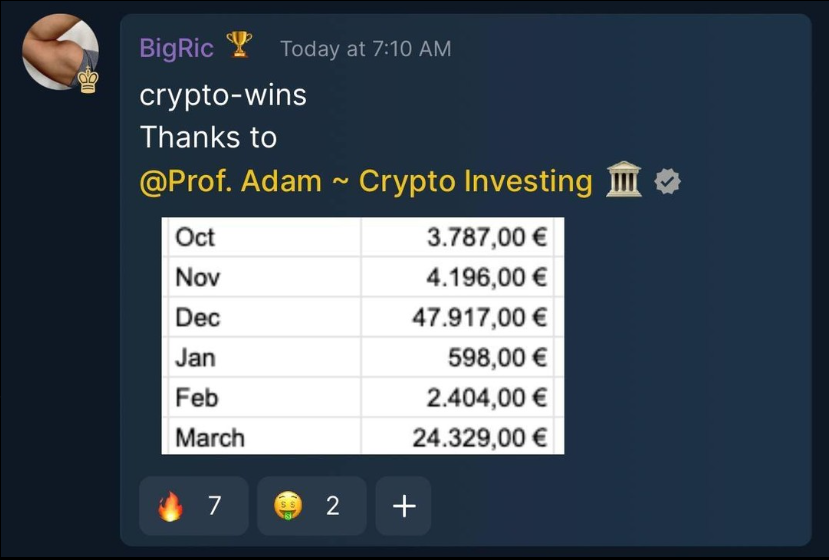 BigRic 🏆 Today at 7:10 AM
crypto-wins
Thanks to
@Prof. Adam ~ Crypto Investing 🏛️
Oct 3.787,00 €
Nov 4.196,00 €
Dec 47.917,00 €
Jan 598,00 €
Feb 2.404,00 €
March 24.329,00 €
🔥 7 🤑 2 +